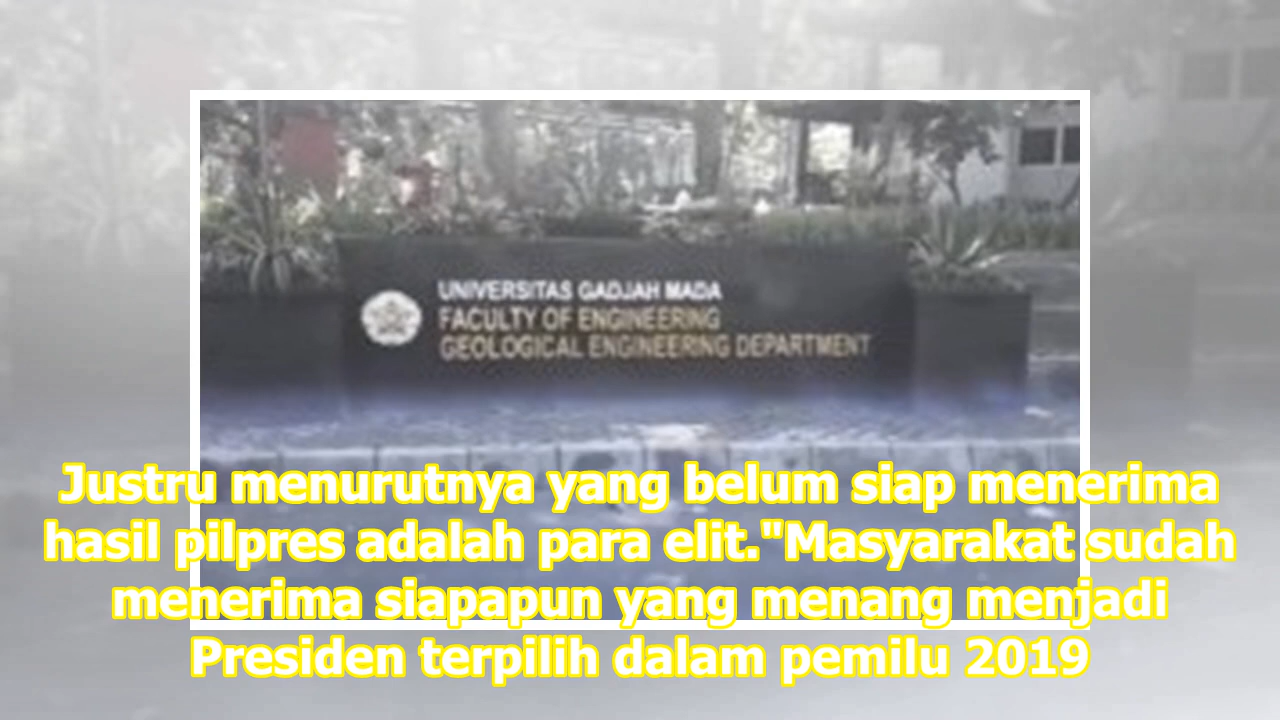 UNIVERSITAS GADJAH MADA
FACULTY OF ENGINEERING
GEOLOGICAL ENGINEERING DEPARTMENT
Justru menurutnya yang belum siap menerima
hasil pilpres adalah para elit."Masyarakat sudah
menerima siapapun yang menang menjadi
Presiden terpilih dalam pemilu 2019